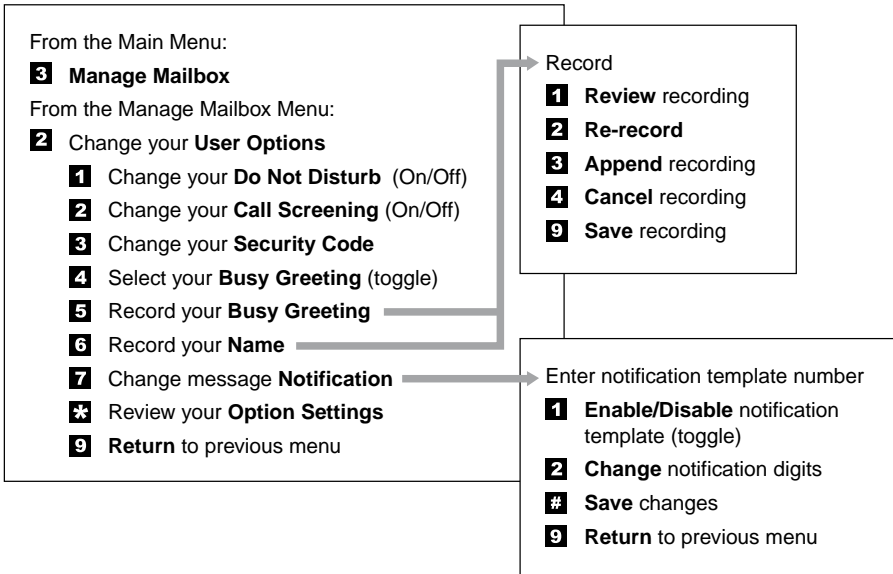 From the Main Menu:
3 Manage Mailbox
From the Manage Mailbox Menu:
2 Change your User Options
1 Change your Do Not Disturb (On/Off)
2 Change your Call Screening (On/Off)
3 Change your Security Code
4 Select your Busy Greeting (toggle)
5 Record your Busy Greeting
6 Record your Name
7 Change message Notification
* Review your Option Settings
9 Return to previous menu
Record
1 Review recording
2 Re-record
3 Append recording
4 Cancel recording
9 Save recording
Enter notification template number
1 Enable/Disable notification
template (toggle)
2 Change notification digits
# Save changes
9 Return to previous menu